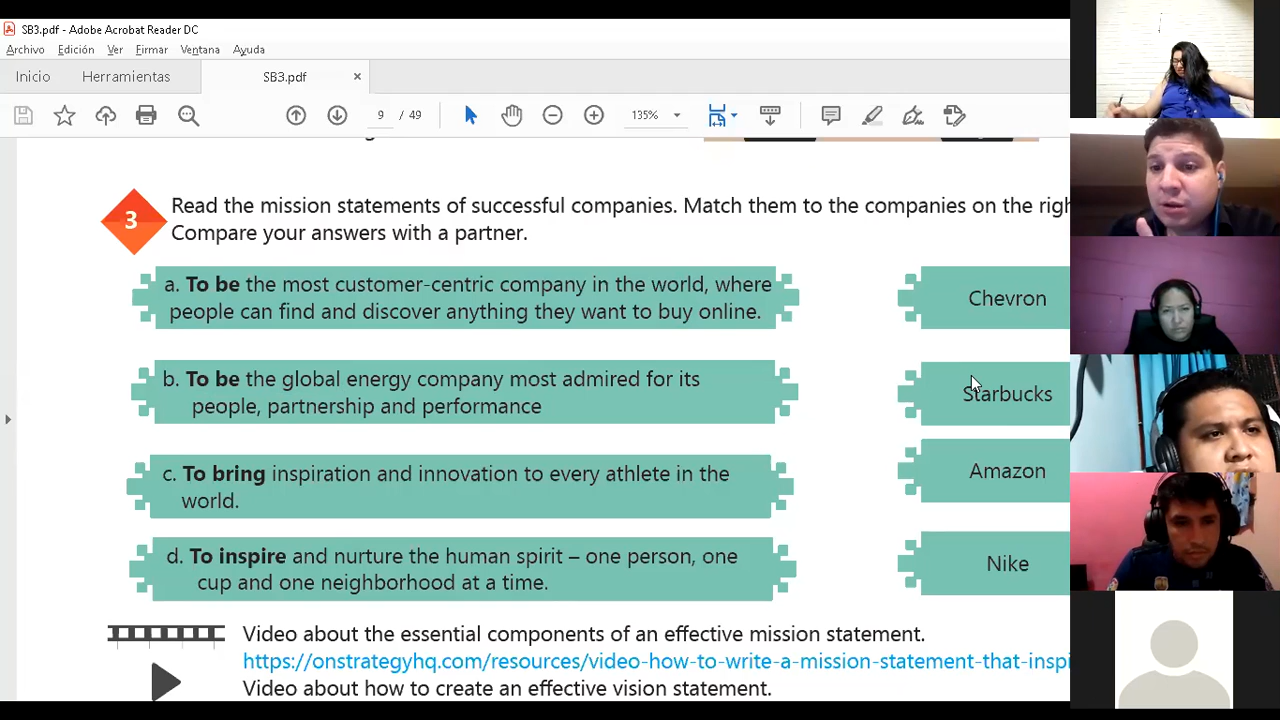 SB3.pdf - Adobe Acrobat Reader DC
Archivo Edición Ver Firmar Ventana Ayuda
Inicio Herramientas SB3.pdf ×
9 / 49 135%
3 Read the mission statements of successful companies. Match them to the companies on the
Compare your answers with a partner.
a. To be the most customer-centric company in the world, where
people can find and discover anything they want to buy online.
Chevron
b. To be the global energy company most admired for its
people, partnership and performance
Starbucks
c. To bring inspiration and innovation to every athlete in the
world.
Amazon
d. To inspire and nurture the human spirit – one person, one
cup and one neighborhood at a time.
Nike
Video about the essential components of an effective mission statement.
https://onstrategyhq.com/resources/video-how-to-write-a-mission-statement-that-inspi
Video about how to create an effective vision statement.